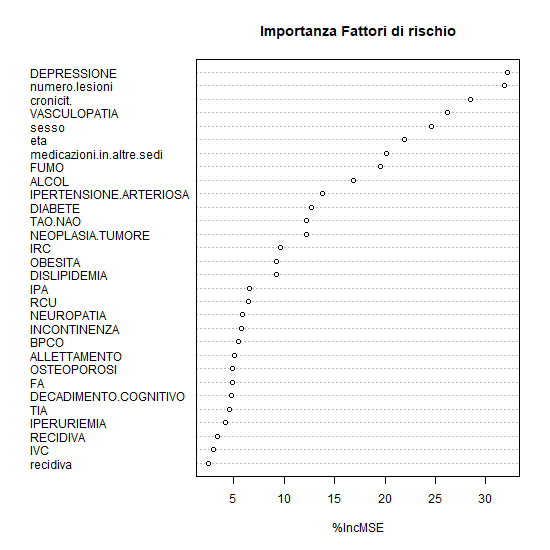 Importanza Fattori di rischio
DEPRESSIONE
numero.lesioni
cronicit.
VASCULOPATIA
sesso
eta
medicazioni.in.altre.sedi
FUMO
ALCOL
IPERTENSIONE.ARTERIOSA
DIABETE
TAO.NAO
NEOPLASIA.TUMORE
IRC
OBESITA
DISLIPIDEMIA
IPA
RCU
NEUROPATIA
INCONTINENZA
BPCO
ALLETTAMENTO
OSTEOPOROSI
FA
DECADIMENTO.COGNITIVO
TIA
IPERURIEMIA
RECIDIVA
IVC
recidiva
5 10 15 20 25 30
%IncMSE